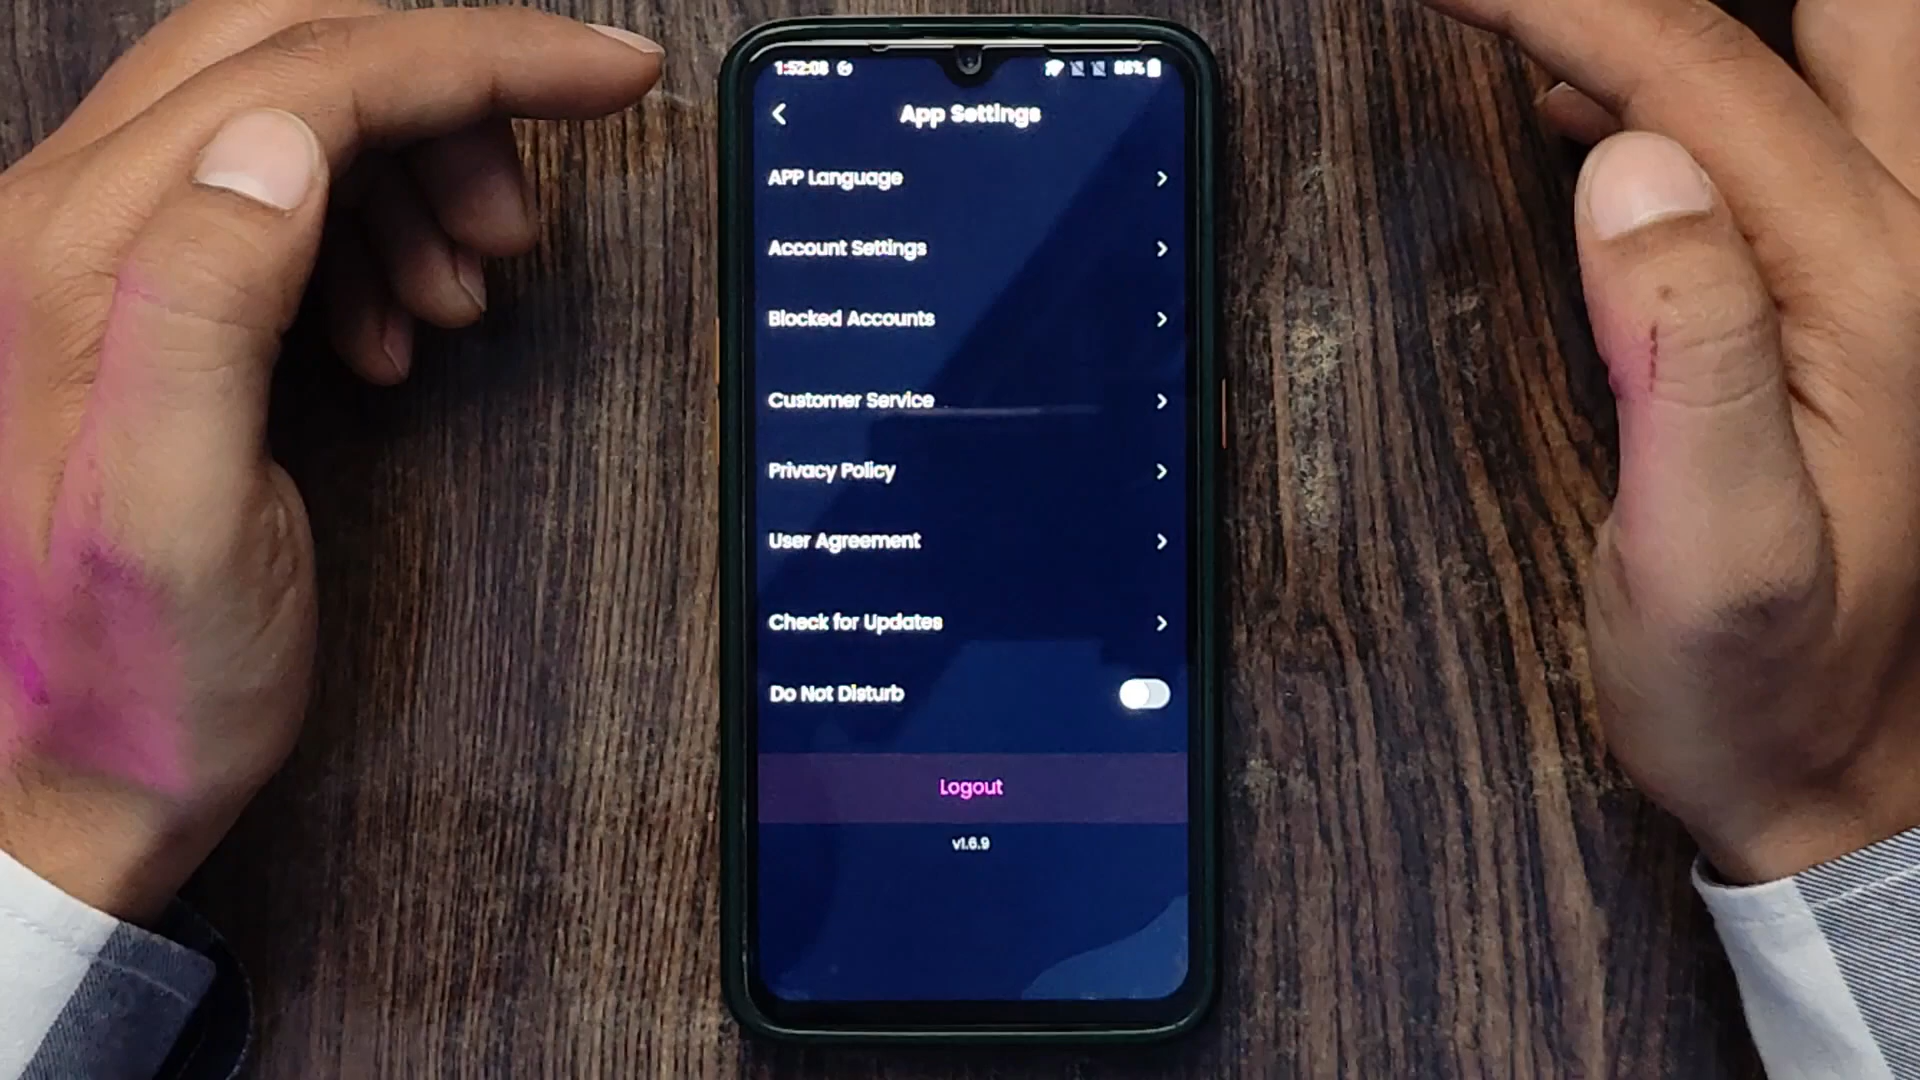 1:52:08 88%
App Settings
APP Language
Account Settings
Blocked Accounts
Customer Service
Privacy Policy
User Agreement
Check for Updates
Do Not Disturb
Logout
v1.6.9